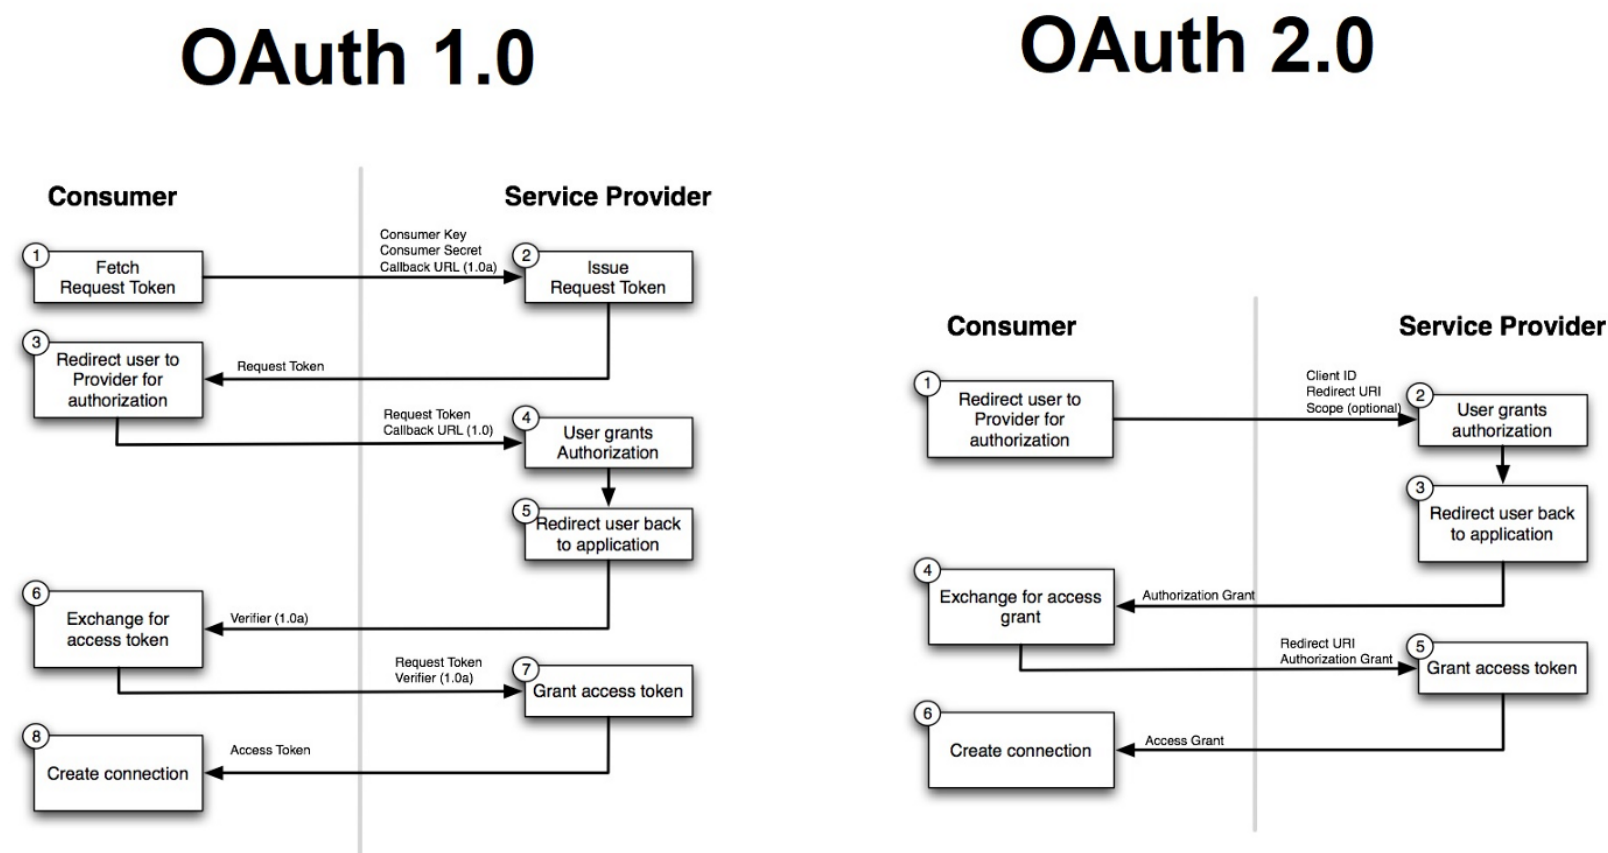 OAuth 1.0
Consumer
Service Provider
1
Fetch
Request Token
Consumer Key
Consumer Secret
Callback URL (1.0a)
2
Issue
Request Token
3
Redirect user to
Provider for
authorization
Request Token
Request Token
Callback URL (1.0)
4
User grants
Authorization
5
Redirect user back
to application
6
Exchange for
access token
Verifier (1.0a)
Request Token
Verifier (1.0a)
7
Grant access token
8
Create connection
Access Token
OAuth 2.0
Consumer
Service Provider
1
Redirect user to
Provider for
authorization
Client ID
Redirect URI
Scope (optional)
2
User grants
authorization
3
Redirect user back
to application
4
Exchange for access
grant
Authorization Grant
Redirect URI
Authorization Grant
5
Grant access token
6
Create connection
Access Grant